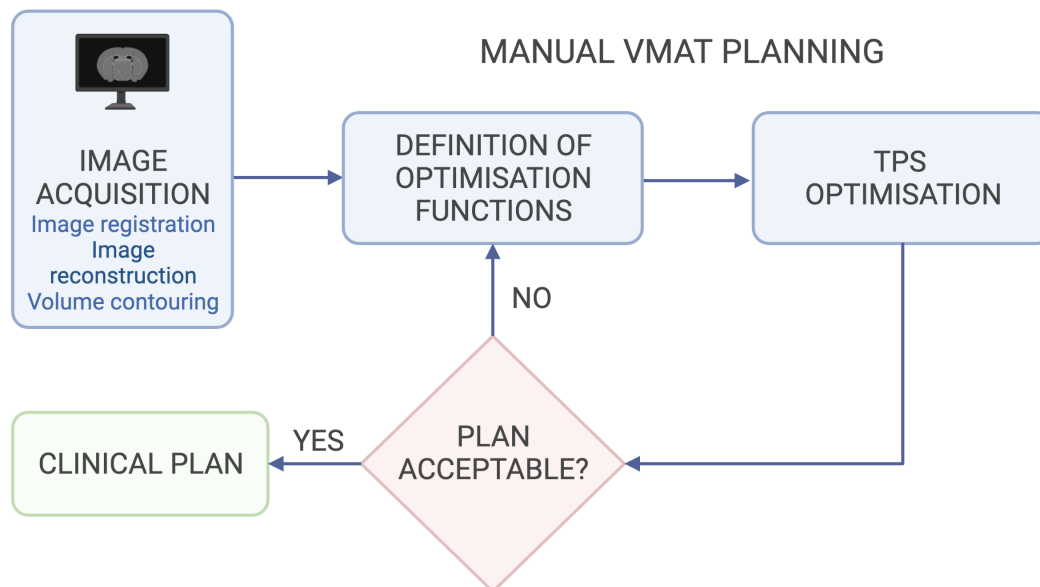 MANUAL VMAT PLANNING
IMAGE
ACQUISITION
Image registration
Image
reconstruction
Volume contouring
DEFINITION OF
OPTIMISATION
FUNCTIONS
TPS
OPTIMISATION
NO
PLAN
ACCEPTABLE?
YES
CLINICAL PLAN